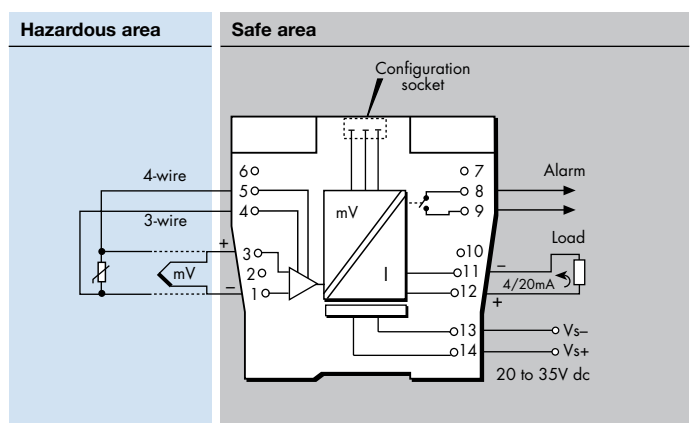 Hazardous area
Safe area
Configuration
socket
4-wire
3-wire
6
5
4
3
2
1
+
–
mV
mV
I
7
8
9
10
11
12
13
14
Alarm
Load
–
4/20mA
+
Vs–
Vs+
20 to 35V dc